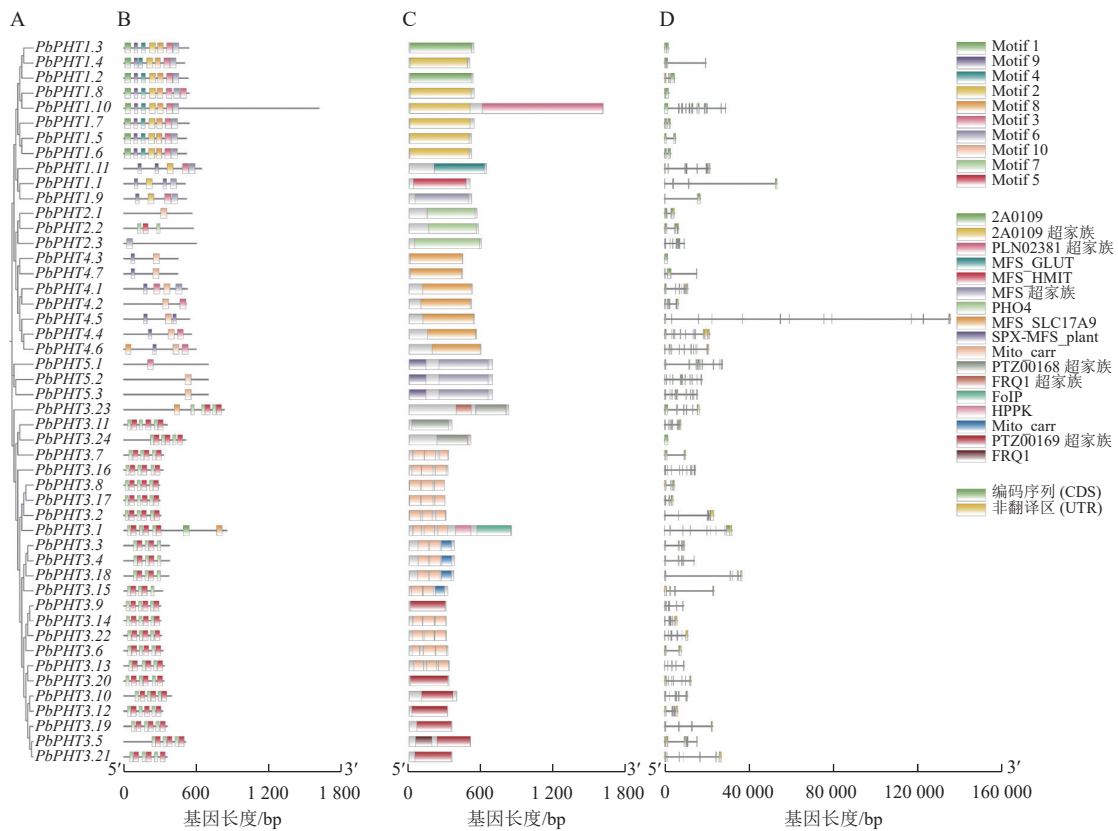 A
B
C
D
PbPHT1.3
PbPHT1.4
PbPHT1.2
PbPHT1.8
PbPHT1.10
PbPHT1.7
PbPHT1.5
PbPHT1.6
PbPHT1.11
PbPHT1.1
PbPHT1.9
PbPHT2.1
PbPHT2.2
PbPHT2.3
PbPHT4.3
PbPHT4.7
PbPHT4.1
PbPHT4.2
PbPHT4.5
PbPHT4.4
PbPHT4.6
PbPHT5.1
PbPHT5.2
PbPHT5.3
PbPHT3.23
PbPHT3.11
PbPHT3.24
PbPHT3.7
PbPHT3.16
PbPHT3.8
PbPHT3.17
PbPHT3.2
PbPHT3.1
PbPHT3.3
PbPHT3.4
PbPHT3.18
PbPHT3.15
PbPHT3.9
PbPHT3.14
PbPHT3.22
PbPHT3.6
PbPHT3.13
PbPHT3.20
PbPHT3.10
PbPHT3.12
PbPHT3.19
PbPHT3.5
PbPHT3.21
5′ 3′
0 600 1 200 1 800
基因长度/bp
5′ 3′
0 600 1 200 1 800
基因长度/bp
5′ 3′
0 40 000 80 000 120 000 160 000
基因长度/bp
Motif 1
Motif 9
Motif 4
Motif 2
Motif 8
Motif 3
Motif 6
Motif 10
Motif 7
Motif 5
2A0109
2A0109 超家族
PLN02381 超家族
MFS_GLUT
MFS_HMIT
MFS 超家族
PHO4
MFS_SLC17A9
SPX-MFS_plant
Mito_carr
PTZ00168 超家族
FRQ1 超家族
FolP
HPPK
Mito_carr
PTZ00169 超家族
FRQ1
编码序列 (CDS)
非翻译区 (UTR)